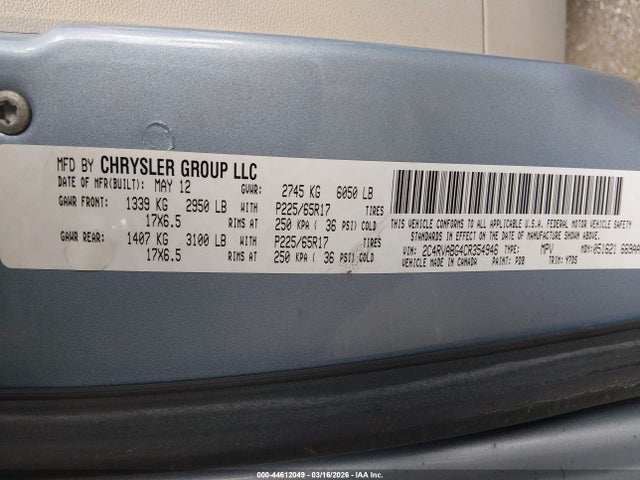 MFD BY CHRYSLER GROUP LLC
DATE OF MFR(BUILT): MAY 12 GVWR: 2745 KG 6050 LB
GAWR FRONT: 1339 KG 2950 LB WITH P225/65R17 TIRES
17X6.5 RIMS AT 250 KPA ( 36 PSI) COLD
GAWR REAR: 1407 KG 3100 LB WITH P225/65R17 TIRES
17X6.5 RIMS AT 250 KPA ( 36 PSI) COLD
THIS VEHICLE CONFORMS TO ALL APPLICABLE U.S.A. FEDERAL MOTOR VEHICLE SAFETY
STANDARDS IN EFFECT ON THE DATE OF MANUFACTURE SHOWN ABOVE.
VIN: 2C4RVABG4CR354946 TYPE: MPV MDH: 051621 669AAA
VEHICLE MADE IN CANADA PAINT: PDB TRIM: Y7DS
000-44612049 - 03/16/2026 - IAA Inc.